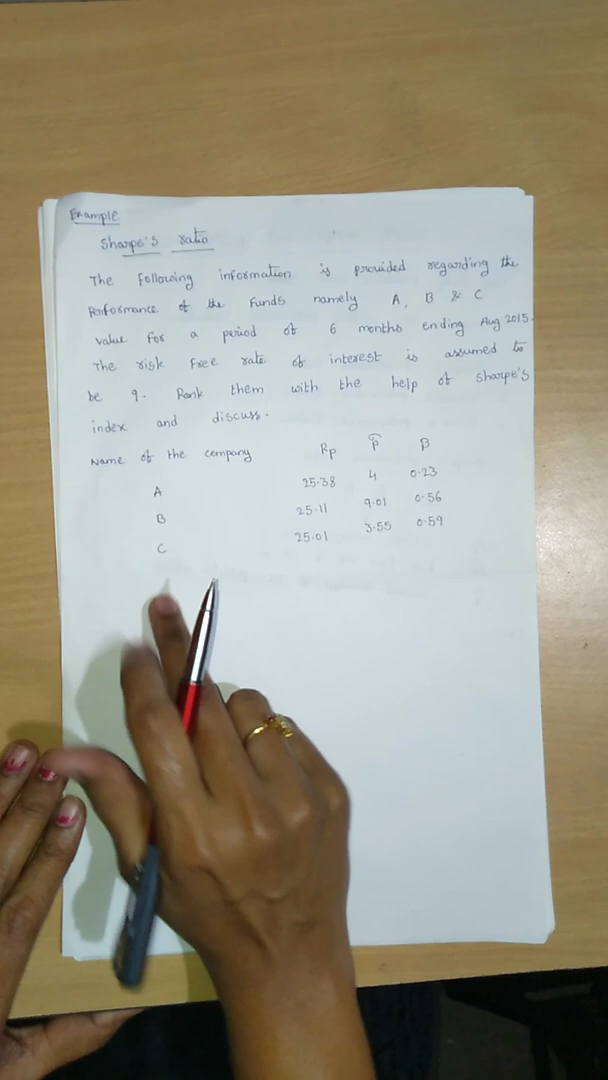 Example
Sharpe's ratio
The Following information is provided regarding the
Performance of the Funds namely A, B & C
value for a period of 6 months ending Aug 2015.
The risk Free rate of interest is assumed to
be 9. Rank them with the help of Sharpe's
index and discuss.
Name of the company Rp σp β
A 25.38 4 0.23
B 25.11 9.01 0.56
C 25.01 3.55 0.59